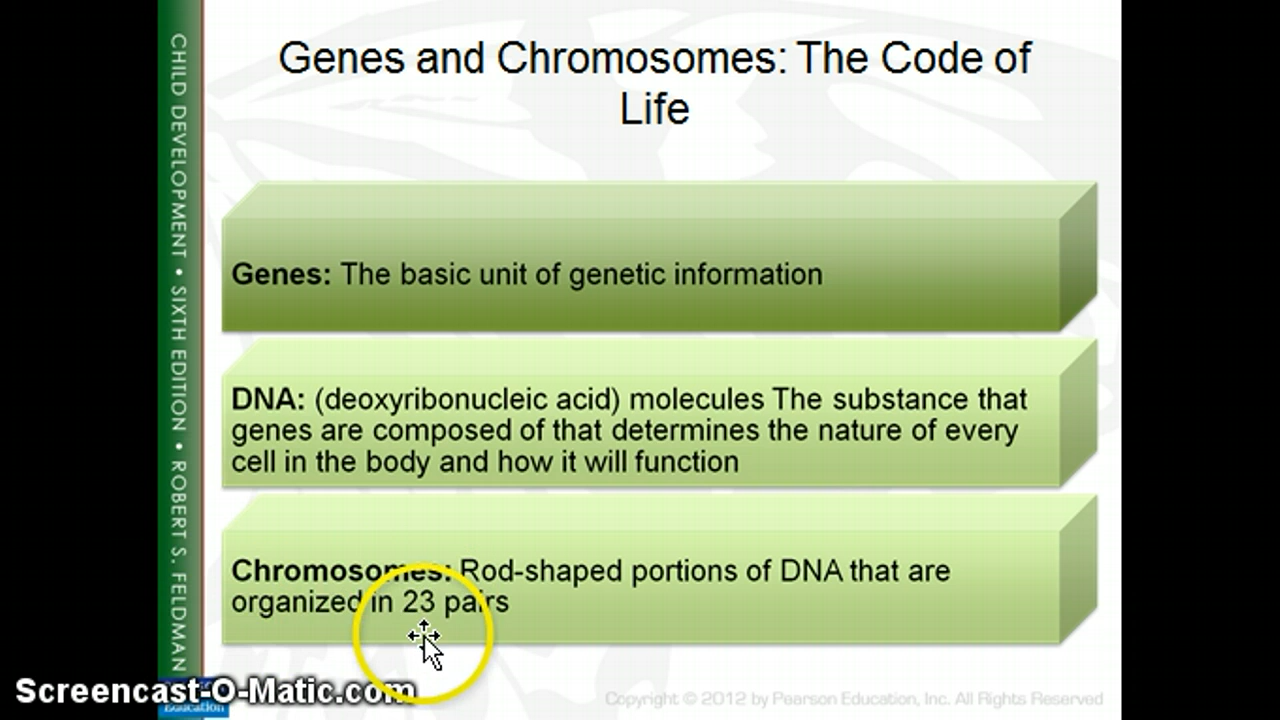 Genes and Chromosomes: The Code of
Life
Genes: The basic unit of genetic information
DNA: (deoxyribonucleic acid) molecules The substance that
genes are composed of that determines the nature of every
cell in the body and how it will function
Chromosomes: Rod-shaped portions of DNA that are
organized in 23 pairs
CHILD DEVELOPMENT • SIXTH EDITION • ROBERT S. FELDMAN
Screencast-O-Matic.com
Education
Copyright © 2012 by Pearson Education, Inc. All Rights Reserved